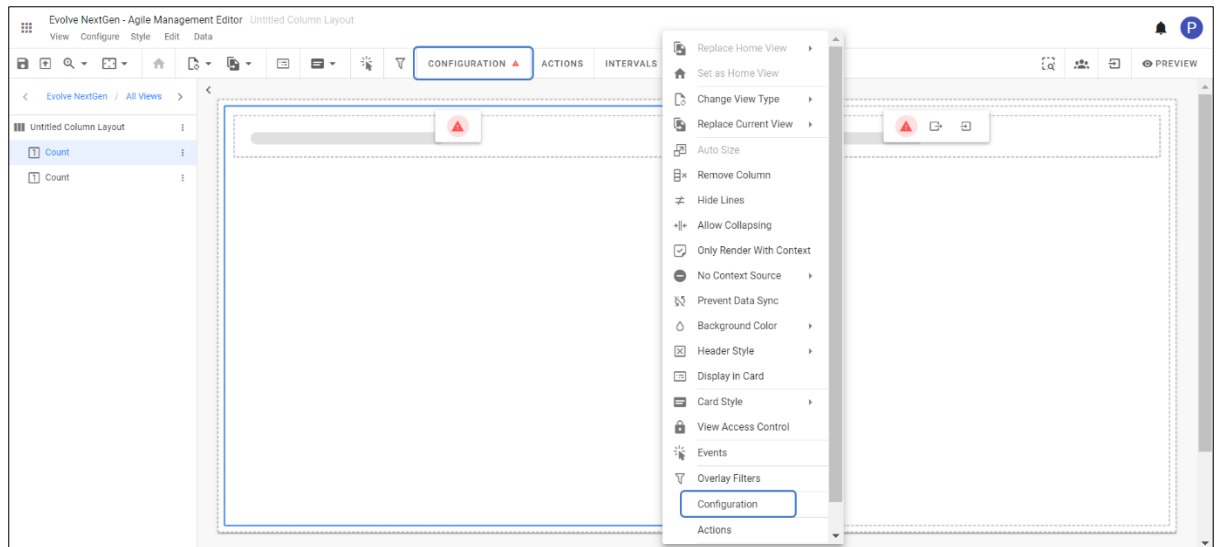 Evolve NextGen - Agile Management Editor Untitled Column Layout
View Configure Style Edit Data
P
CONFIGURATION ACTIONS INTERVALS
PREVIEW
Evolve NextGen / All Views
Untitled Column Layout
1 Count
1 Count
Replace Home View
Set as Home View
Change View Type
Replace Current View
Auto Size
Remove Column
Hide Lines
Allow Collapsing
Only Render With Context
No Context Source
Prevent Data Sync
Background Color
Header Style
Display in Card
Card Style
View Access Control
Events
Overlay Filters
Configuration
Actions